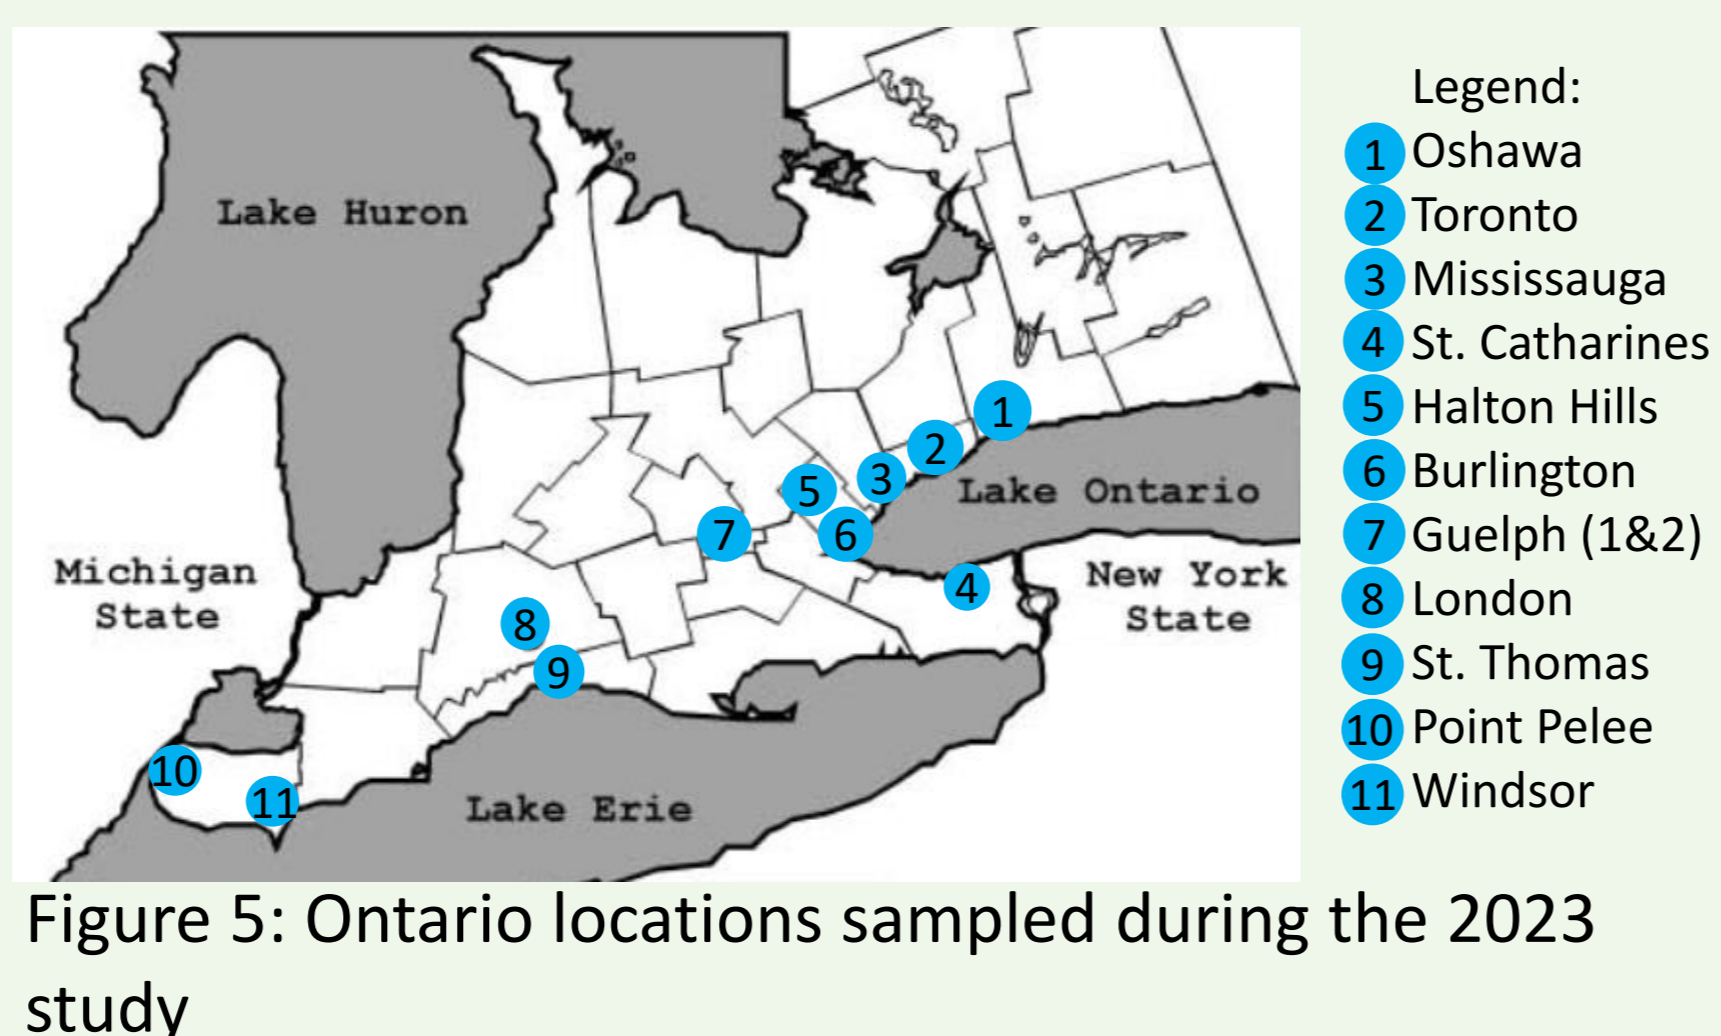 Lake Huron
Michigan
State
Lake Ontario
New York
State
Lake Erie
1
2
3
5
6
7
4
8
9
10
11
Legend:
1 Oshawa
2 Toronto
3 Mississauga
4 St. Catharines
5 Halton Hills
6 Burlington
7 Guelph (1&2)
8 London
9 St. Thomas
10 Point Pelee
11 Windsor
Figure 5: Ontario locations sampled during the 2023
study